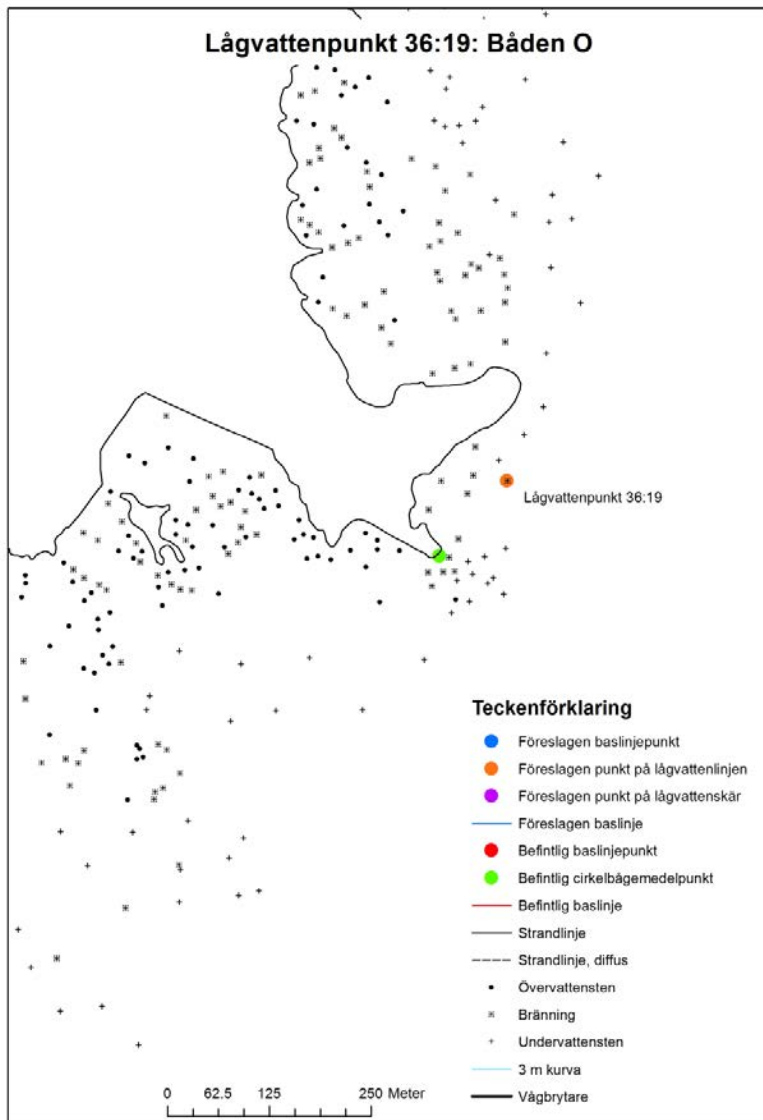 Lågvattenpunkt 36:19: Båden O
Lågvattenpunkt 36:19
Teckenförklaring
Föreslagen baslinjepunkt
Föreslagen punkt på lågvattenlinjen
Föreslagen punkt på lågvattenskär
Föreslagen baslinje
Befintlig baslinjepunkt
Befintlig cirkelbågemedelpunkt
Befintlig baslinje
Strandlinje
Strandlinje, diffus
Övervattensten
Bränning
Undervattensten
3 m kurva
Vågbrytare
0 62.5 125 250 Meter